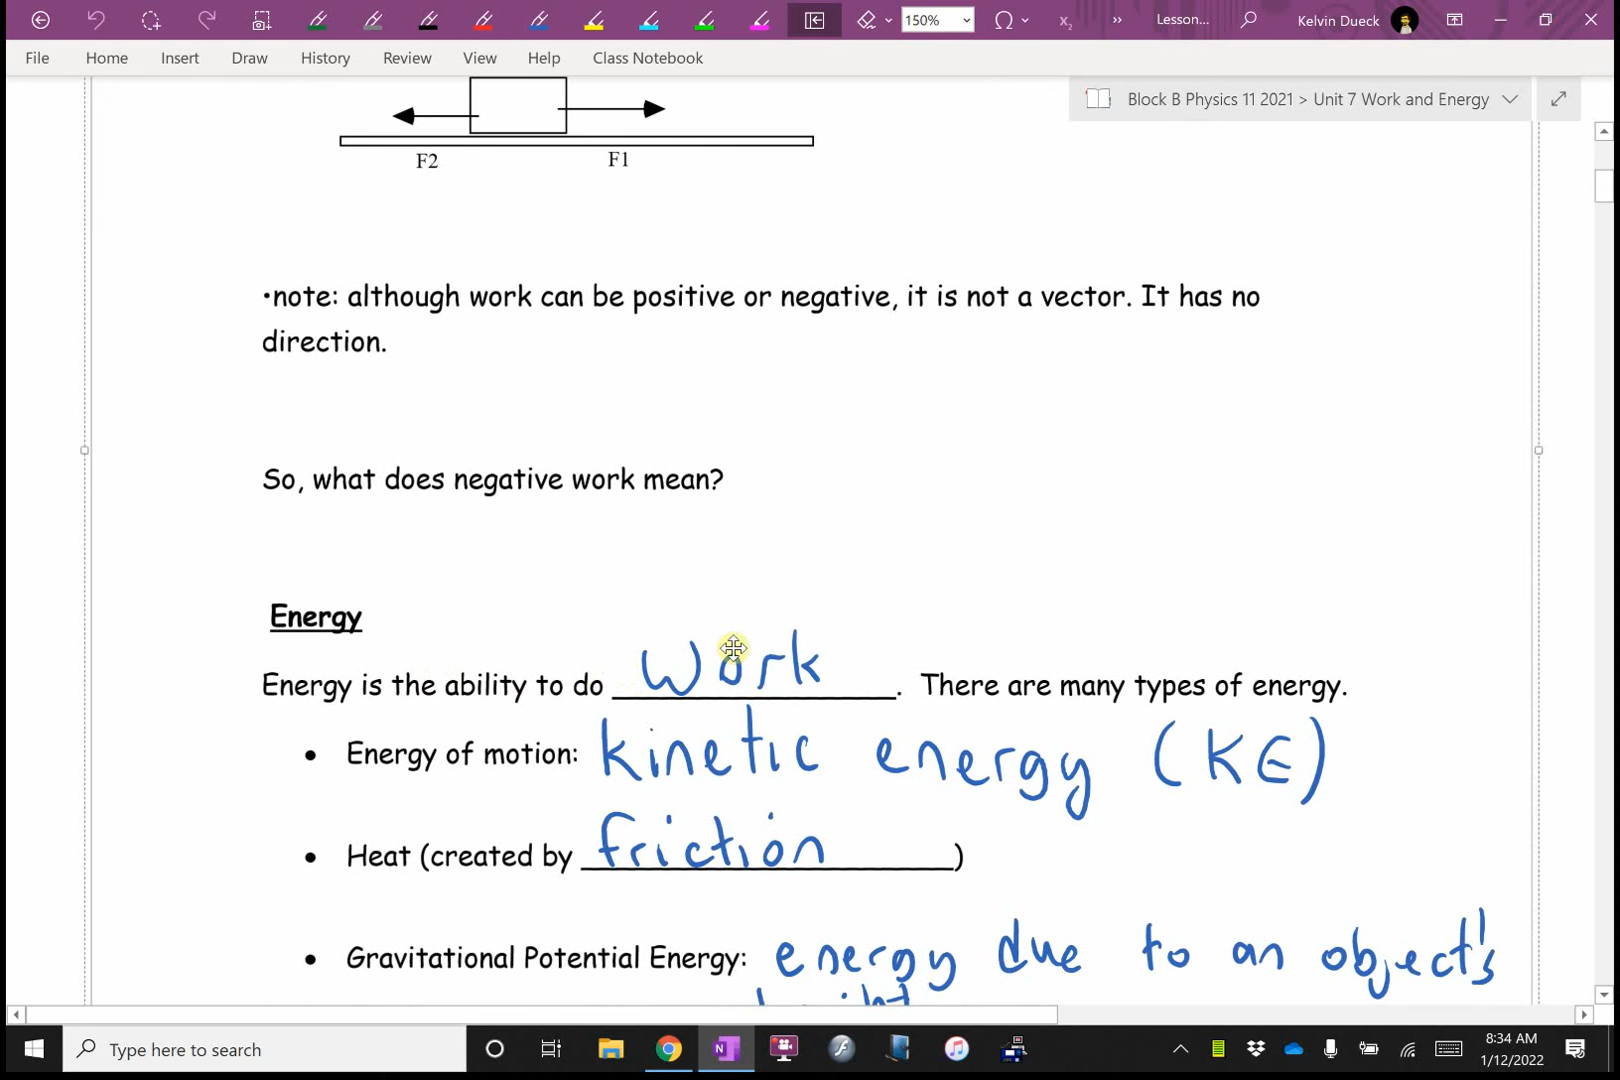 150%
Lesson...
Kelvin Dueck
File Home Insert Draw History Review View Help Class Notebook
Block B Physics 11 2021 > Unit 7 Work and Energy
F2 F1
•note: although work can be positive or negative, it is not a vector. It has no
direction.
So, what does negative work mean?
Energy
Energy is the ability to do work. There are many types of energy.
• Energy of motion: kinetic energy (KE)
• Heat (created by friction)
• Gravitational Potential Energy: energy due to an object's
height
Type here to search
8:34 AM
1/12/2022